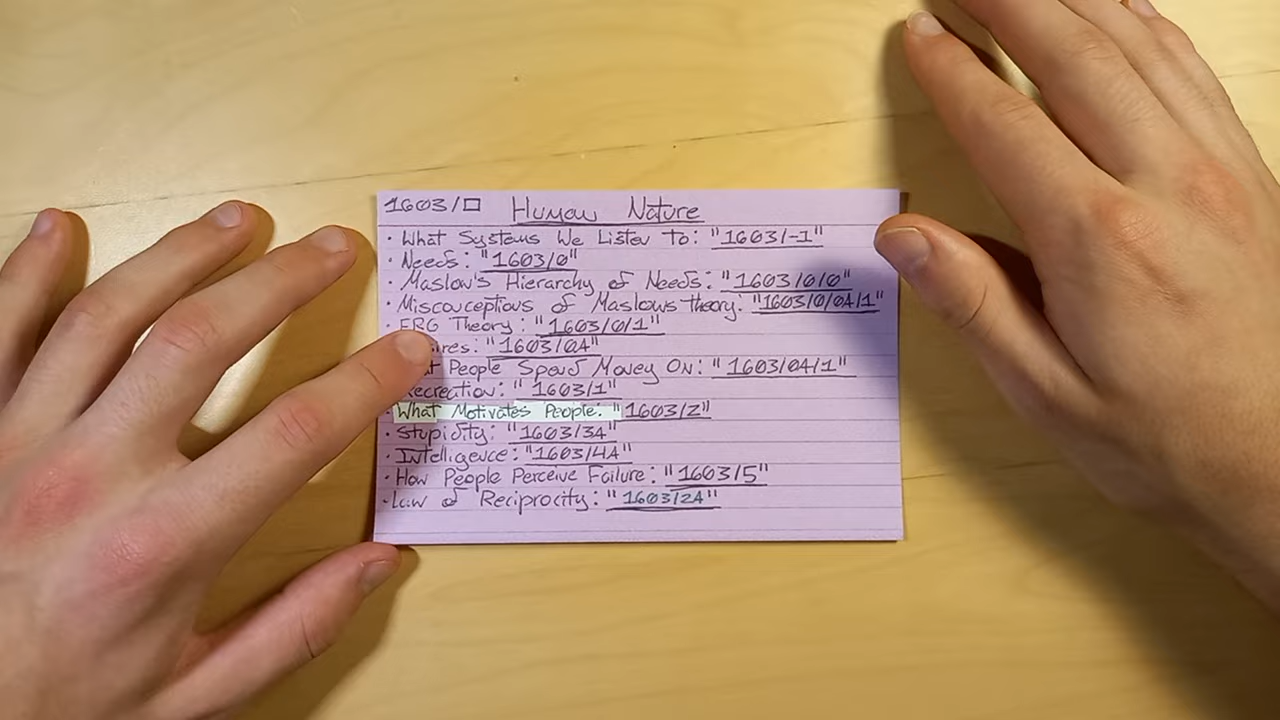 1603/□ Human Nature
· What Systems We Listen to: "1603/-1"
· Needs: "1603/0"
· Maslow's Hierarchy of Needs: "1603/0/0"
· Misconceptions of Maslows theory: "1603/0/0A/1"
· ERG Theory: "1603/0/1"
"1603/0A"
People Spend Money On: "1603/0A/1"
Recreation: "1603/1"
· What Motivates People. "1603/2"
· Stupidity: "1603/3A"
· Intelligence: "1603/4A"
· How People Perceive Failure: "1603/5"
· Law of Reciprocity: "1603/2A"